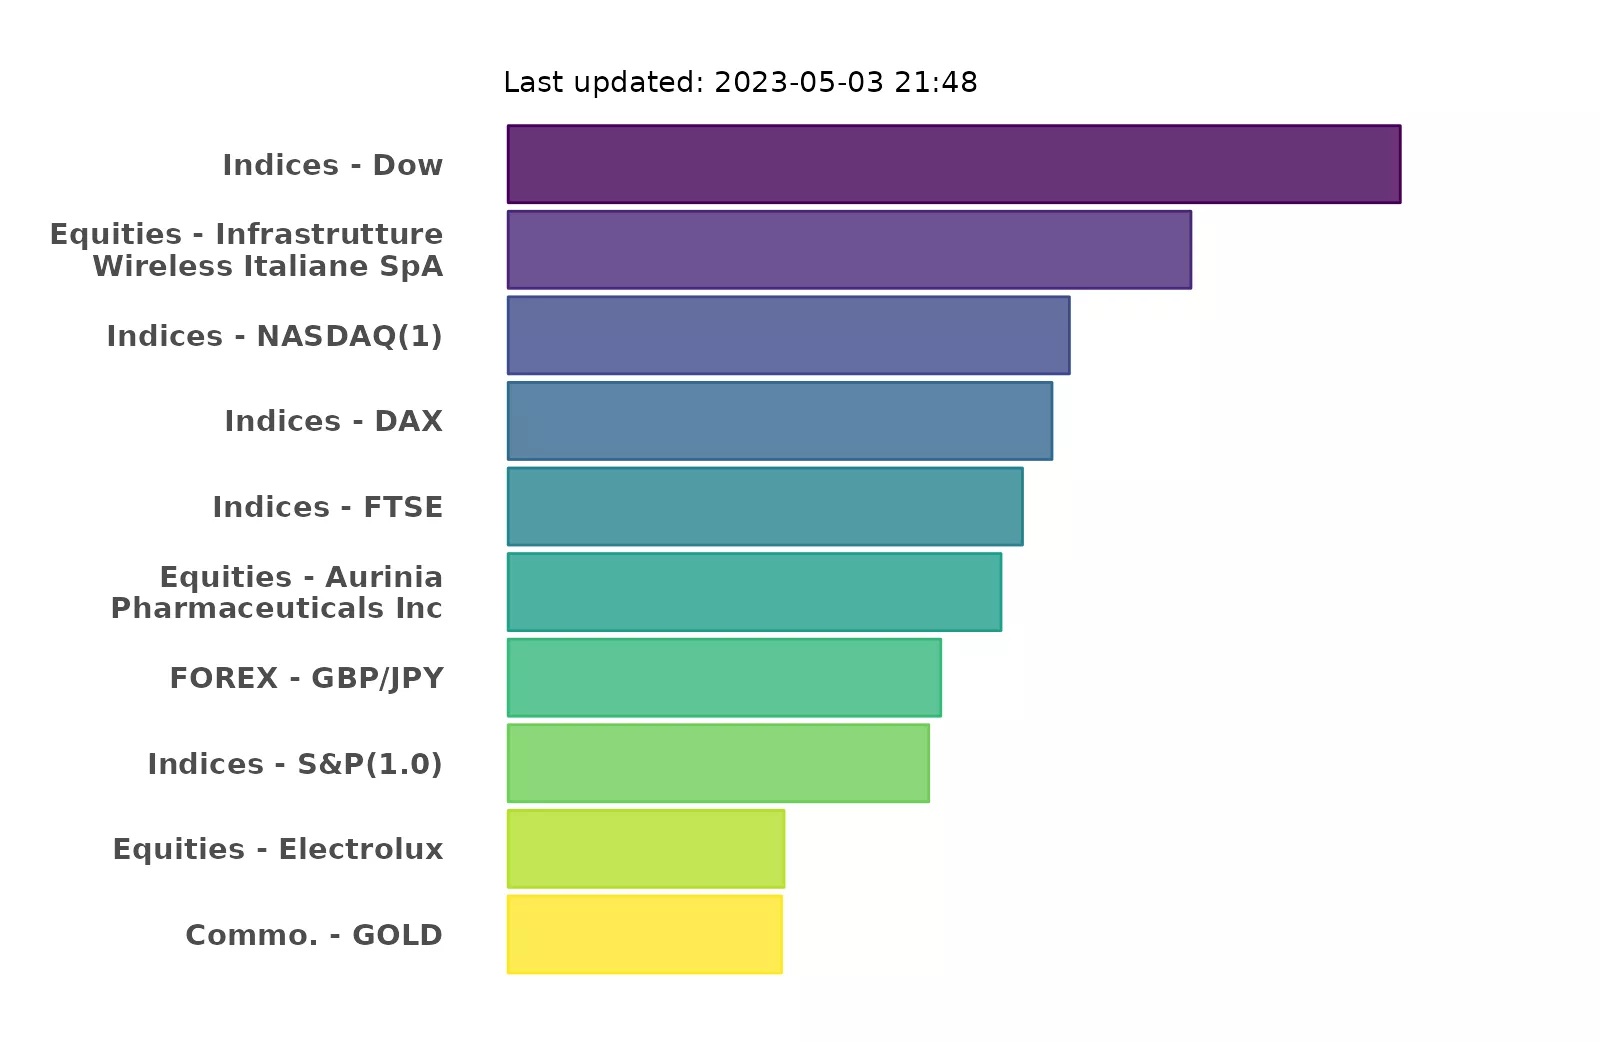 Last updated: 2023-05-03 21:48
Indices - Dow
Equities - Infrastrutture
Wireless Italiane SpA
Indices - NASDAQ(1)
Indices - DAX
Indices - FTSE
Equities - Aurinia
Pharmaceuticals Inc
FOREX - GBP/JPY
Indices - S&P(1.0)
Equities - Electrolux
Commo. - GOLD